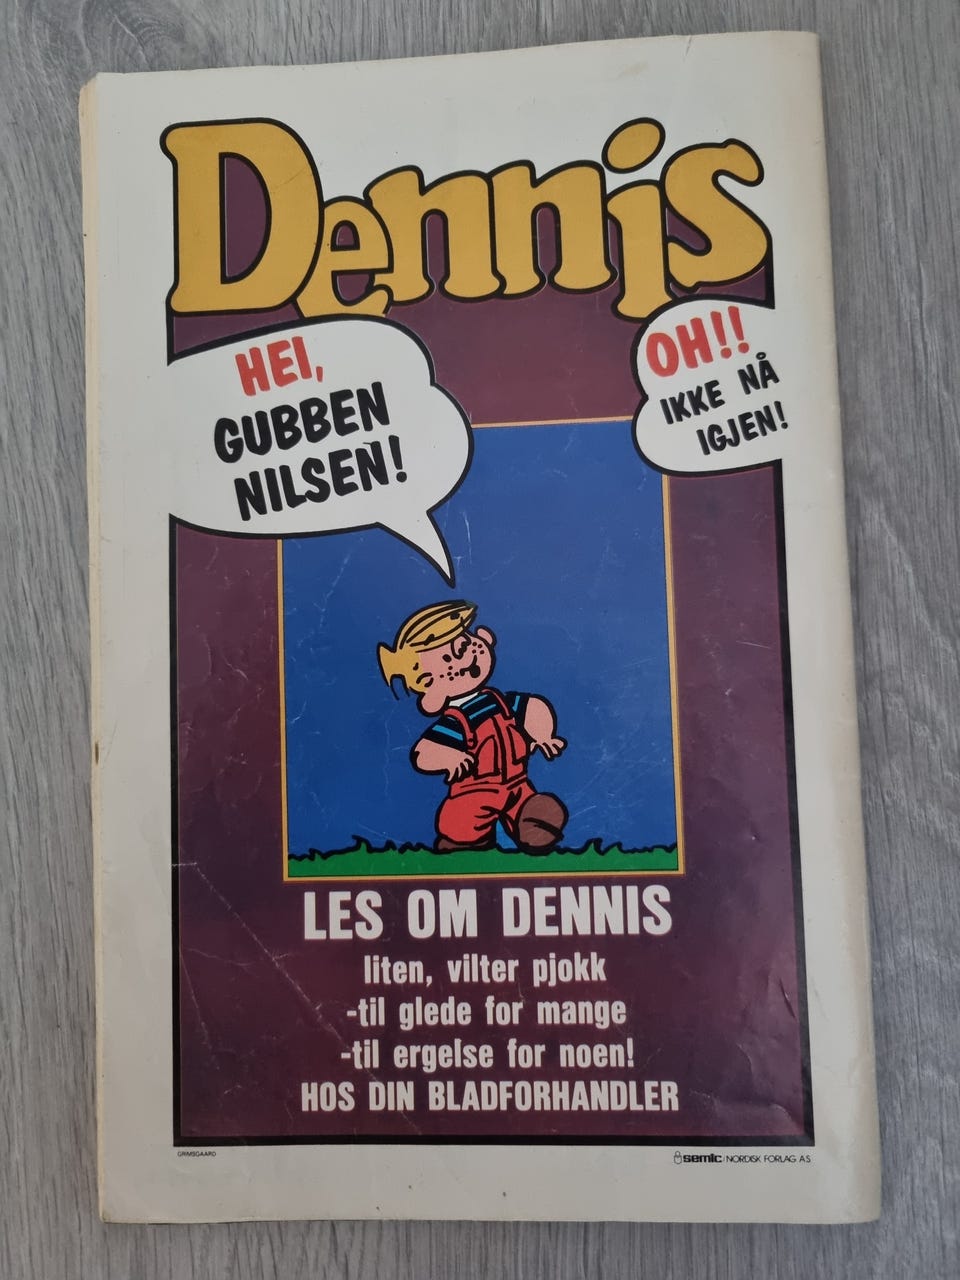 Dennis
HEI,
GUBBEN
NILSEN!
OH!!
IKKE NÅ
IGJEN!
LES OM DENNIS
liten, vilter pjokk
-til glede for mange
-til ergelse for noen!
HOS DIN BLADFORHANDLER
GRIMSGAARD
semic/NORDISK FORLAG A.S